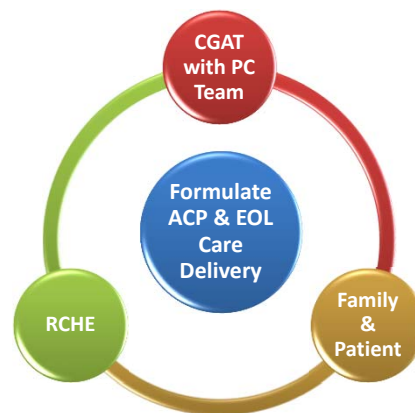 CGAT
with PC
Team
Formulate
ACP & EOL
Care
Delivery
RCHE
Family
&
Patient